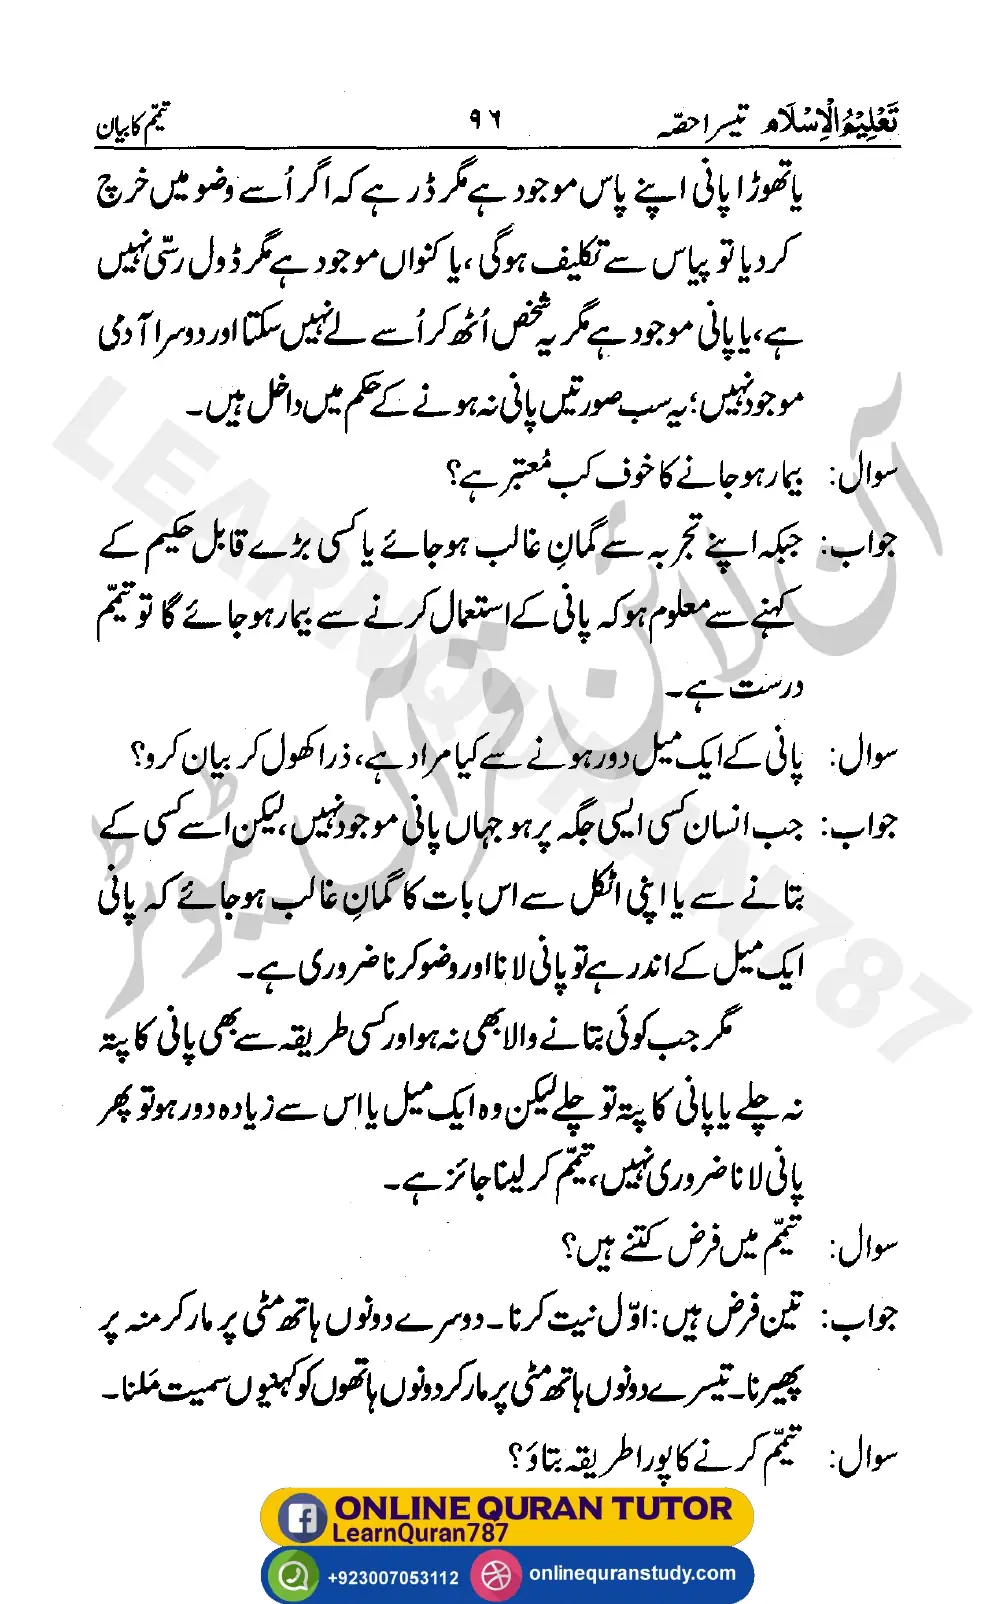 تَعْلِیْمُ الْاِسْلَام تیسرا حصّہ ۹۶ تیمّم کا بیان
یا تھوڑا پانی اپنے پاس موجود ہے مگر ڈر ہے کہ اگر اُسے وضو میں خرچ
کر دیا تو پیاس سے تکلیف ہوگی، یا کنواں موجود ہے مگر ڈول رسّی نہیں
ہے، یا پانی موجود ہے مگر یہ شخص اُٹھ کر اُسے لے نہیں سکتا اور دوسرا آدمی
موجود نہیں؛ یہ سب صورتیں پانی نہ ہونے کے حکم میں داخل ہیں۔
سوال: بیمار ہو جانے کا خوف کب مُعتبر ہے؟
جواب: جبکہ اپنے تجربہ سے گمانِ غالب ہو جائے یا کسی بڑے قابل حکیم کے
کہنے سے معلوم ہو کہ پانی کے استعمال کرنے سے بیمار ہو جائے گا تو تیمّم
درست ہے۔
سوال: پانی کے ایک میل دور ہونے سے کیا مراد ہے، ذرا کھول کر بیان کرو؟
جواب: جب انسان کسی ایسی جگہ پر ہو جہاں پانی موجود نہیں، لیکن اسے کسی کے
بتانے سے یا اپنی اٹکل سے اس بات کا گمانِ غالب ہو جائے کہ پانی
ایک میل کے اندر ہے تو پانی لانا اور وضو کرنا ضروری ہے۔
مگر جب کوئی بتانے والا بھی نہ ہو اور کسی طریقہ سے بھی پانی کا پتہ
نہ چلے یا پانی کا پتہ تو چلے لیکن وہ ایک میل یا اس سے زیادہ دور ہو تو پھر
پانی لانا ضروری نہیں، تیمّم کر لینا جائز ہے۔
سوال: تیمّم میں فرض کتنے ہیں؟
جواب: تین فرض ہیں: اوّل نیت کرنا۔ دوسرے دونوں ہاتھ مٹی پر مار کر منہ پر
پھیرنا۔ تیسرے دونوں ہاتھ مٹی پر مار کر دونوں ہاتھوں کو کہنیوں سمیت مَلنا۔
سوال: تیمّم کرنے کا پورا طریقہ بتاؤ؟
آن لائن قرآن ٹیوٹر
LEARNQURAN787
ONLINE QURAN TUTOR
LearnQuran787
+923007053112 onlinequranstudy.com